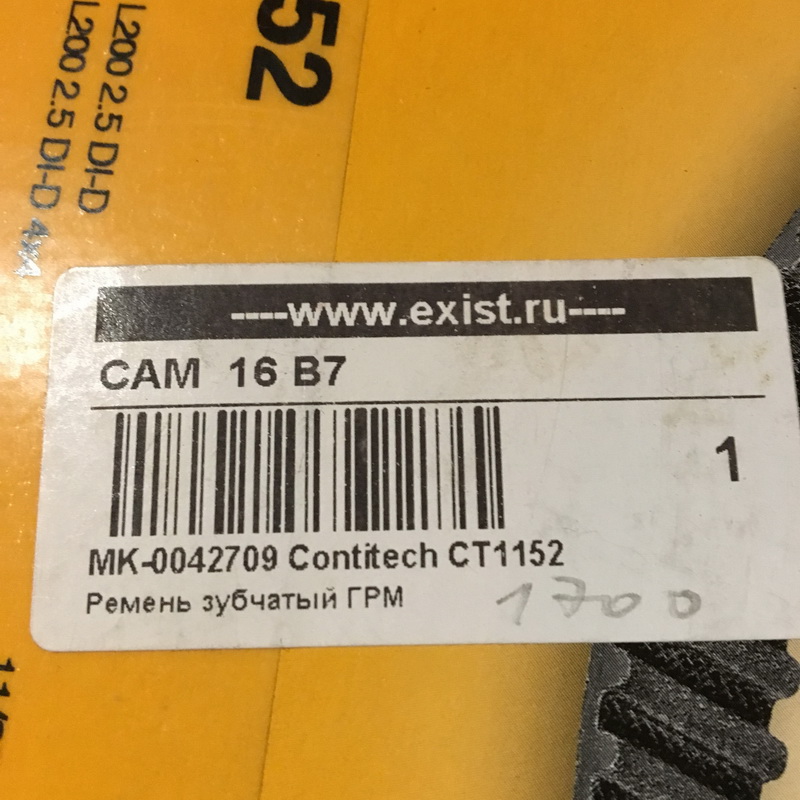 52
L200 2.5 DI-D
L200 2.5 DI-D 4x4
----www.exist.ru----
САМ 16 B7
1
MK-0042709 Contitech CT1152
Ремень зубчатый ГРМ
1700